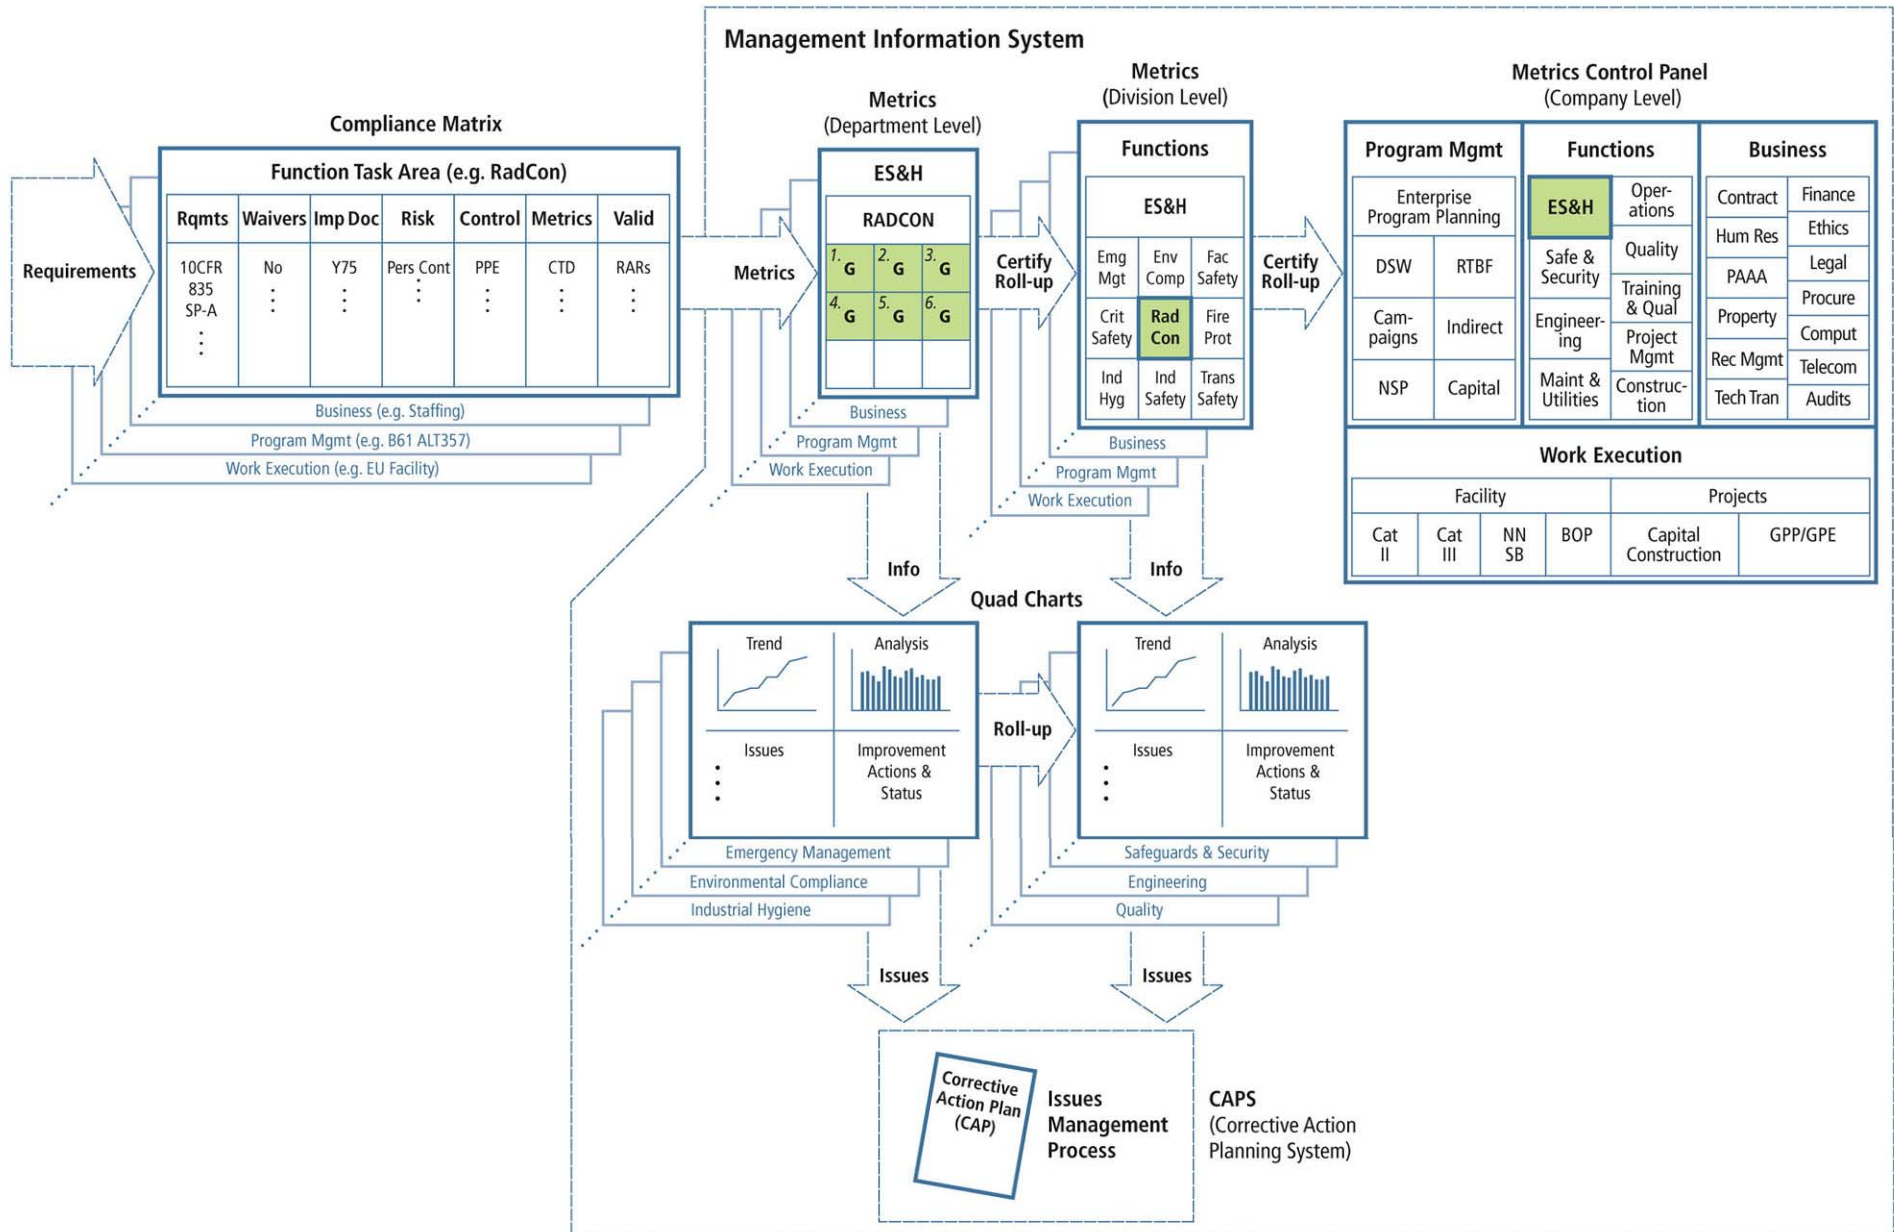 Management Information System
Requirements
Compliance Matrix
Function Task Area (e.g. RadCon)
Rqmts Waivers Imp Doc Risk Control Metrics Valid
10CFR No Y75 Pers Cont PPE CTD RARs
835
SP-A
Business (e.g. Staffing)
Program Mgmt (e.g. B61 ALT357)
Work Execution (e.g. EU Facility)
Metrics
Metrics
(Department Level)
ES&H
RADCON
1. G 2. G 3. G
4. G 5. G 6. G
Business
Program Mgmt
Work Execution
Certify
Roll-up
Metrics
(Division Level)
Functions
ES&H
Emg
Mgt
Env
Comp
Fac
Safety
Crit
Safety
Rad
Con
Fire
Prot
Ind
Hyg
Ind
Safety
Trans
Safety
Business
Program Mgmt
Work Execution
Certify
Roll-up
Metrics Control Panel
(Company Level)
Program Mgmt
Enterprise
Program Planning
DSW
RTBF
Cam-
paigns
Indirect
NSP
Capital
Functions
ES&H
Safe &
Security
Engineer-
ing
Maint &
Utilities
Oper-
ations
Quality
Training
& Qual
Project
Mgmt
Construc-
tion
Business
Contract
Hum Res
PAAA
Property
Rec Mgmt
Tech Tran
Finance
Ethics
Legal
Procure
Comput
Telecom
Audits
Work Execution
Facility
Projects
Cat
II
Cat
III
NN
SB
BOP
Capital
Construction
GPP/GPE
Info
Info
Quad Charts
Trend
Analysis
Issues
Improvement
Actions &
Status
Emergency Management
Environmental Compliance
Industrial Hygiene
Roll-up
Trend
Analysis
Issues
Improvement
Actions &
Status
Safeguards & Security
Engineering
Quality
Issues
Issues
Corrective
Action Plan
(CAP)
Issues
Management
Process
CAPS
(Corrective Action
Planning System)